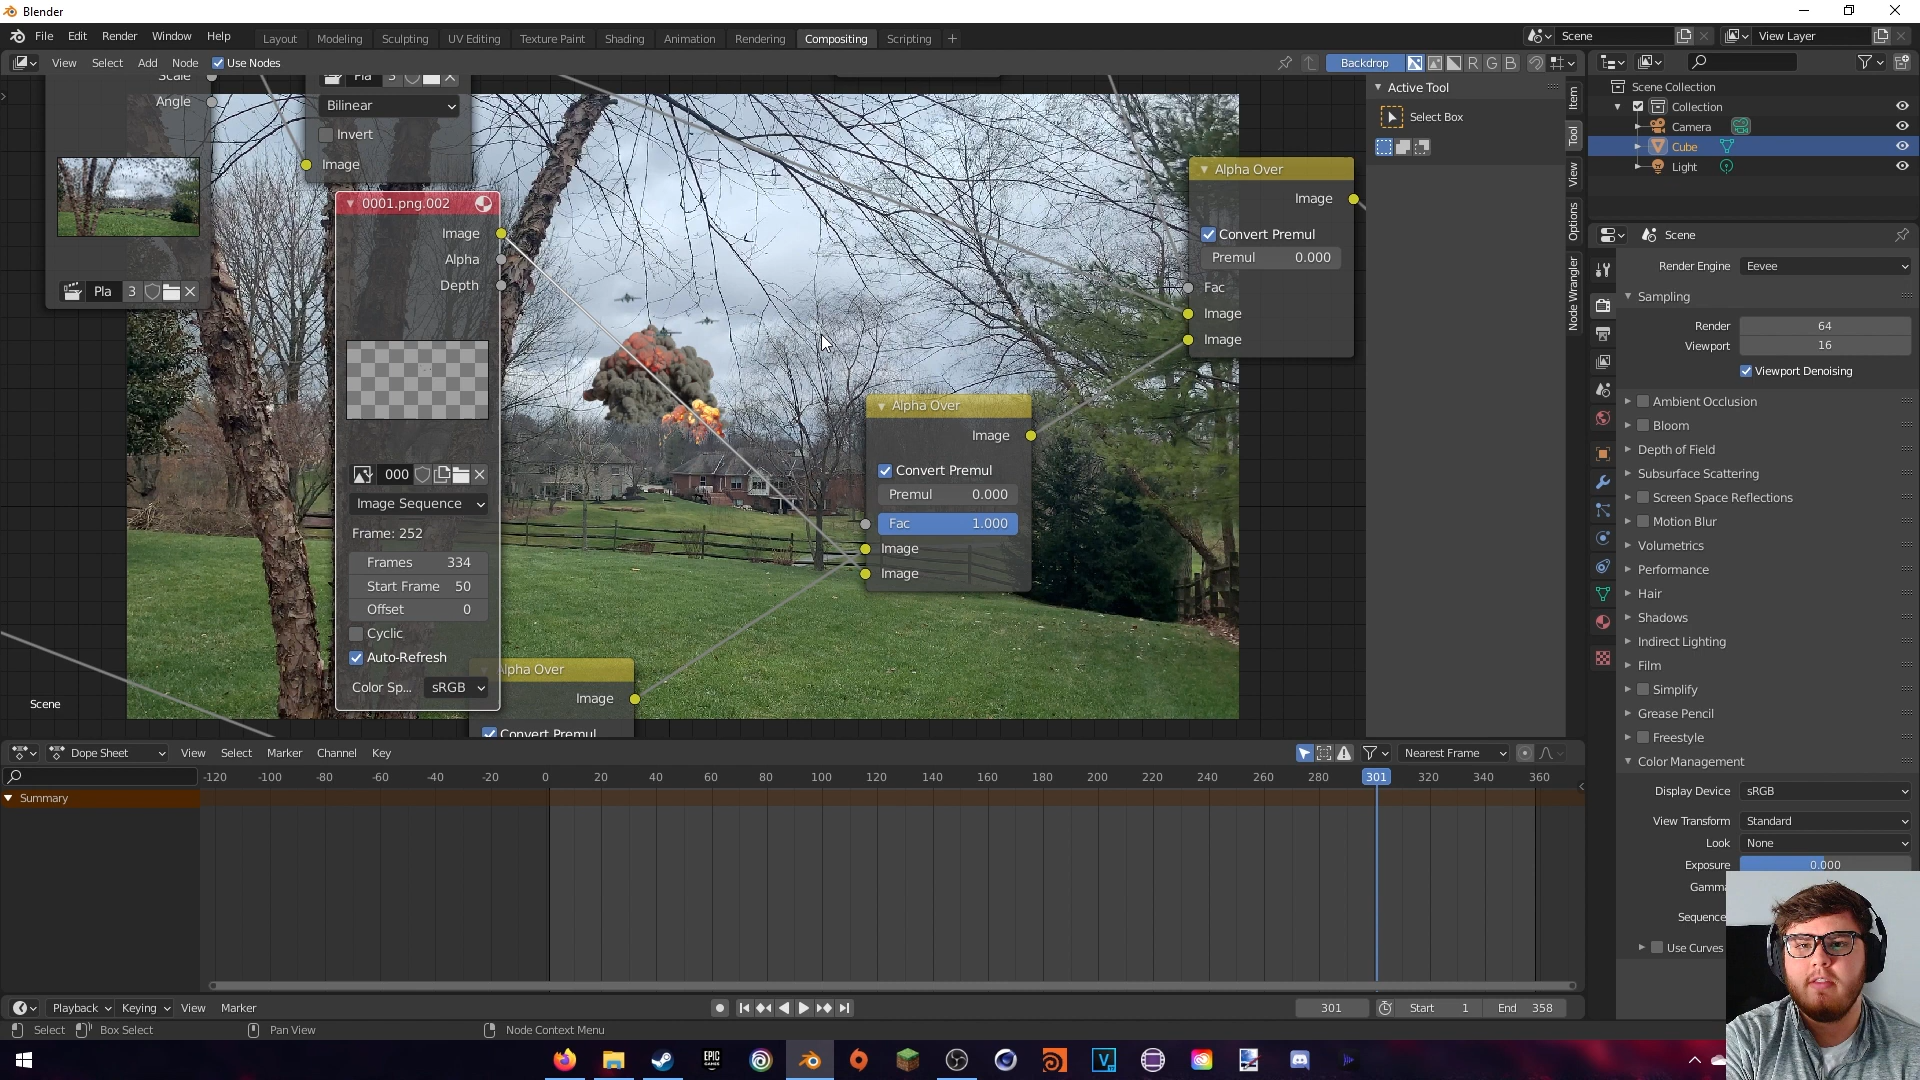 Blender
File Edit Render Window Help
Layout Modeling Sculpting UV Editing Texture Paint Shading Animation Rendering Compositing Scripting +
Scene
View Layer
View Select Add Node Use Nodes
Backdrop
R G B
Scale
Angle
Pla 3
Bilinear
Invert
Image
Pla 3
0001.png.002
Image
Alpha
Depth
000
Image Sequence
Frame: 252
Frames 334
Start Frame 50
Offset 0
Cyclic
Auto-Refresh
Color Sp... sRGB
Alpha Over
Image
Convert Premul
Alpha Over
Image
Convert Premul
Premul 0.000
Fac 1.000
Image
Image
Alpha Over
Image
Convert Premul
Premul 0.000
Fac
Image
Image
Scene
Active Tool
Select Box
Item
Tool
View
Options
Node Wrangler
Scene Collection
Collection
Camera
Cube
Light
Scene
Render Engine Eevee
Sampling
Render 64
Viewport 16
Viewport Denoising
Ambient Occlusion
Bloom
Depth of Field
Subsurface Scattering
Screen Space Reflections
Motion Blur
Volumetrics
Performance
Hair
Shadows
Indirect Lighting
Film
Simplify
Grease Pencil
Freestyle
Color Management
Display Device sRGB
View Transform Standard
Look None
Exposure 0.000
Gamm
Sequence
Use Curves
Dope Sheet View Select Marker Channel Key
Nearest Frame
-120 -100 -80 -60 -40 -20 0 20 40 60 80 100 120 140 160 180 200 220 240 260 280 301 320 340 360
Summary
Playback Keying View Marker
301 Start 1 End 358
Select Box Select Pan View Node Context Menu
EPIC GAMES
V